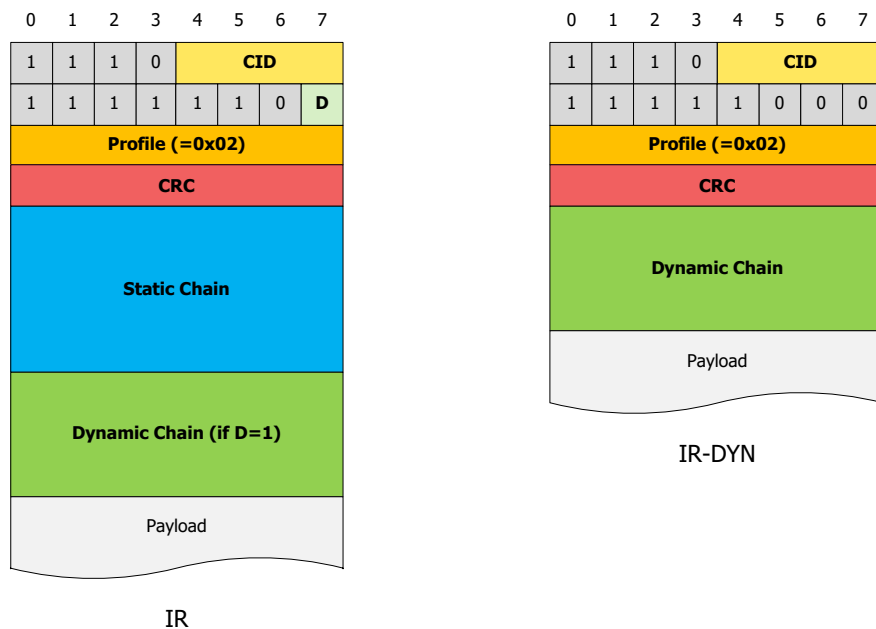 0 1 2 3 4 5 6 7
1 1 1 0 CID
1 1 1 1 1 1 0 D
Profile (=0x02)
CRC
Static Chain
Dynamic Chain (if D=1)
Payload
IR
0 1 2 3 4 5 6 7
1 1 1 0 CID
1 1 1 1 1 0 0 0
Profile (=0x02)
CRC
Dynamic Chain
Payload
IR-DYN